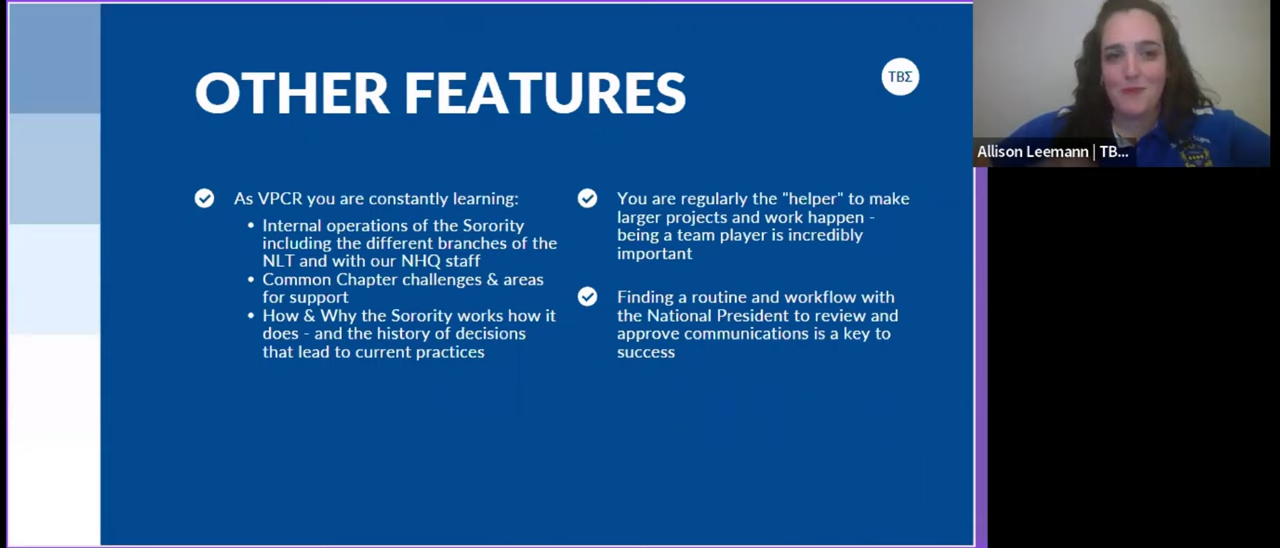 OTHER FEATURES
TBΣ
As VPCR you are constantly learning:
• Internal operations of the Sorority
including the different branches of the
NLT and with our NHQ staff
• Common Chapter challenges & areas
for support
• How & Why the Sorority works how it
does - and the history of decisions
that lead to current practices
You are regularly the "helper" to make
larger projects and work happen -
being a team player is incredibly
important
Finding a routine and workflow with
the National President to review and
approve communications is a key to
success
Allison Leemann | TB...